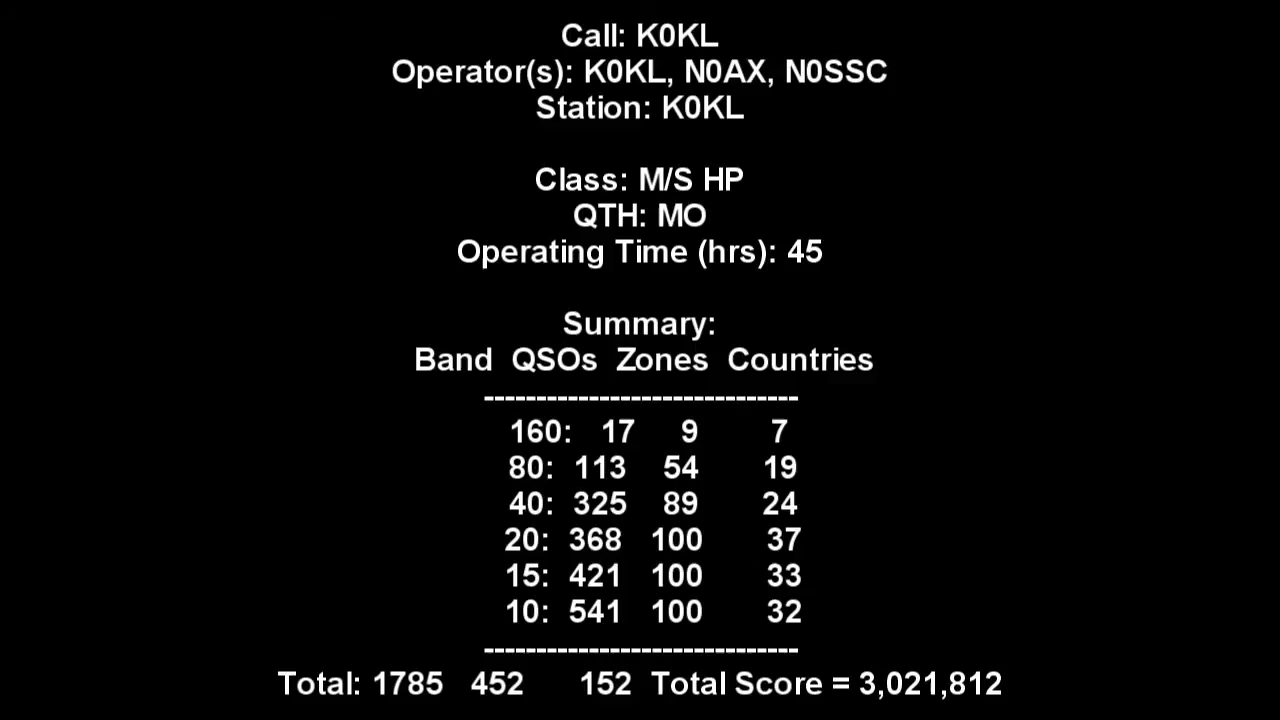 Call: K0KL
Operator(s): K0KL, N0AX, N0SSC
Station: K0KL
Class: M/S HP
QTH: MO
Operating Time (hrs): 45
Summary:
Band QSOs Zones Countries
------------------------------
160: 17 9 7
80: 113 54 19
40: 325 89 24
20: 368 100 37
15: 421 100 33
10: 541 100 32
------------------------------
Total: 1785 452 152 Total Score = 3,021,812